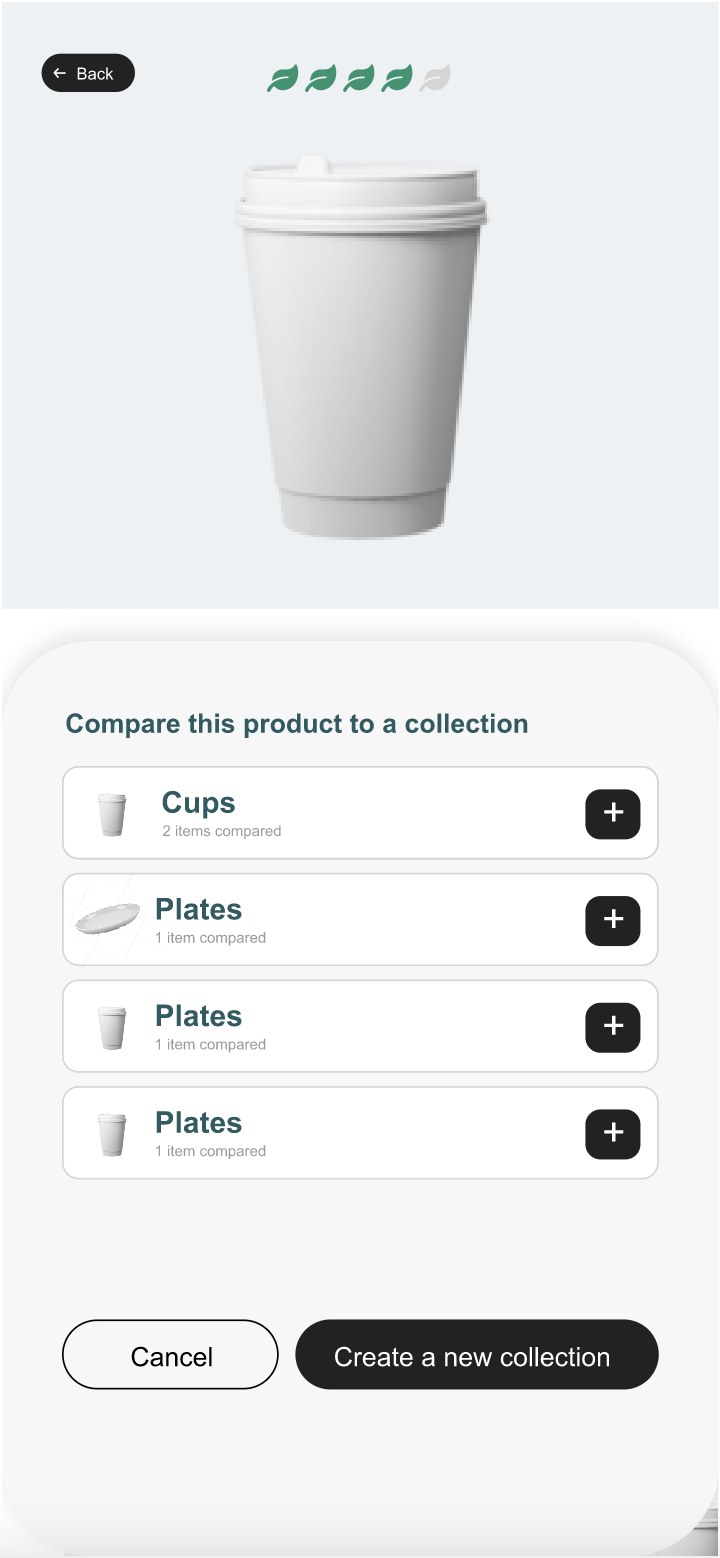 Back
Compare this product to a collection
Cups
2 items compared
Plates
1 item compared
Plates
1 item compared
Plates
1 item compared
Cancel
Create a new collection